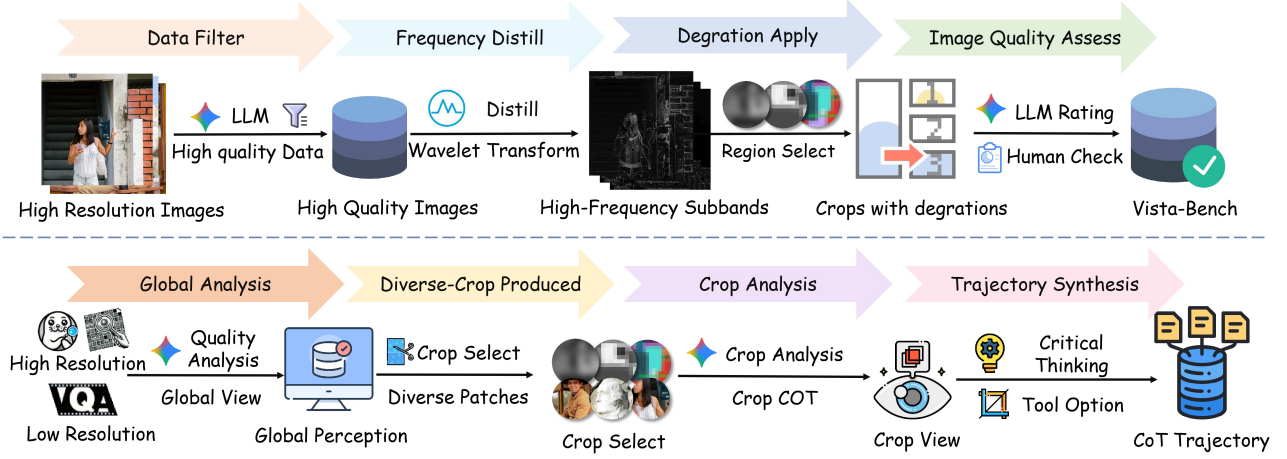 Data Filter
Frequency Distill
Degration Apply
Image Quality Assess
LLM
High quality Data
Distill
Wavelet Transform
Region Select
1
2
3
LLM Rating
Human Check
High Resolution Images
High Quality Images
High-Frequency Subbands
Crops with degrations
Vista-Bench
Global Analysis
Diverse-Crop Produced
Crop Analysis
Trajectory Synthesis
High Resolution
VQA
Low Resolution
Quality
Analysis
Global View
Global Perception
Crop Select
Diverse Patches
Crop Select
Crop Analysis
Crop COT
Crop View
Critical
Thinking
Tool Option
CoT Trajectory